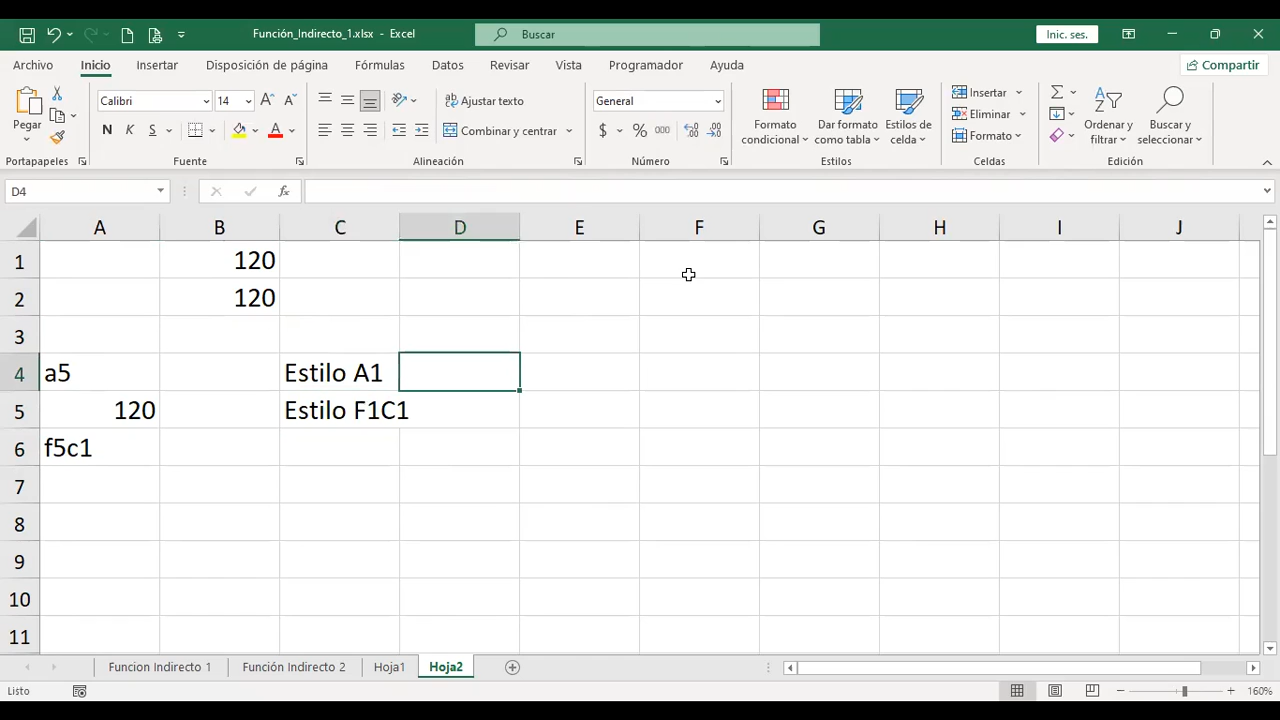 Función_Indirecto_1.xlsx - Excel
Buscar
Inic. ses.
Archivo
Inicio
Insertar
Disposición de página
Fórmulas
Datos
Revisar
Vista
Programador
Ayuda
Compartir
Pegar
Portapapeles
Calibri
14
N K S
Fuente
Ajustar texto
Combinar y centrar
Alineación
General
$ % 000
Número
Formato condicional
Dar formato como tabla
Estilos de celda
Estilos
Insertar
Eliminar
Formato
Celdas
Ordenar y filtrar
Buscar y seleccionar
Edición
D4
fx
A B C D E F G H I J
1 120
2 120
3
4 a5 Estilo A1
5 120 Estilo F1C1
6 f5c1
7
8
9
10
11
Funcion Indirecto 1
Función Indirecto 2
Hoja1
Hoja2
Listo
160%